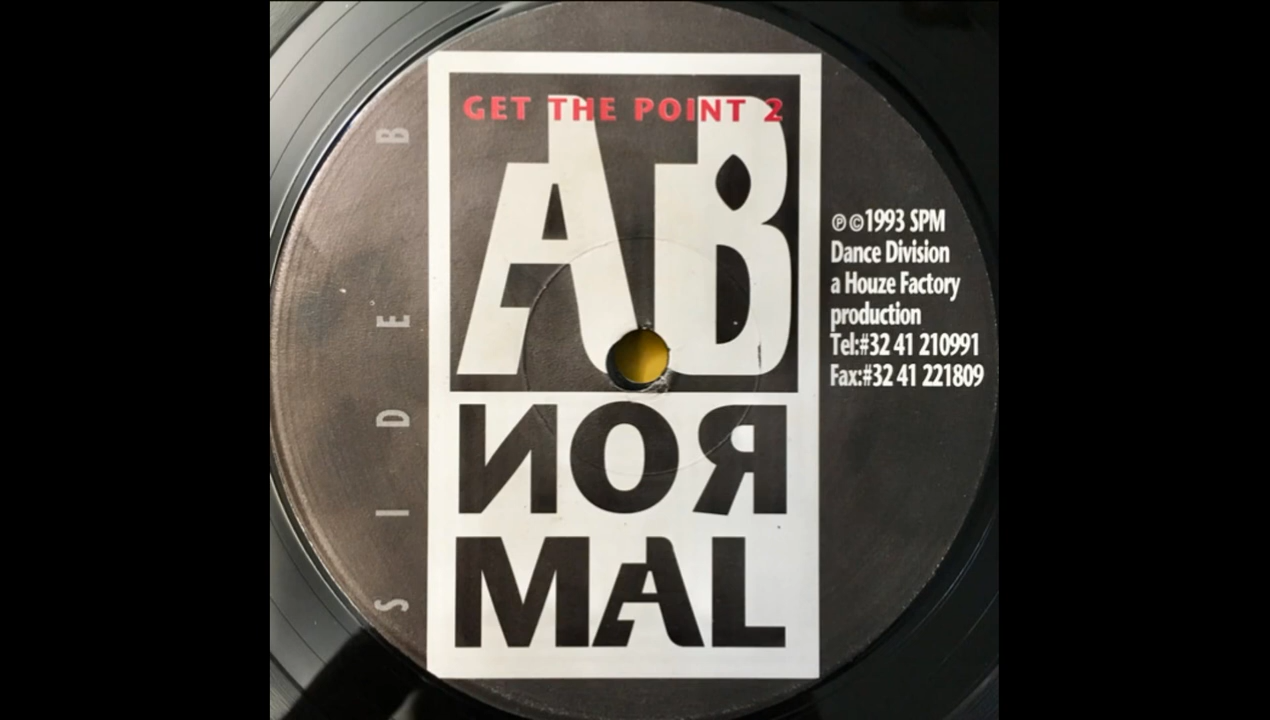 GET THE POINT 2
AB
NOR
MAL
SIDE B
℗©1993 SPM
Dance Division
a Houze Factory
production
Tel:#32 41 210991
Fax:#32 41 221809